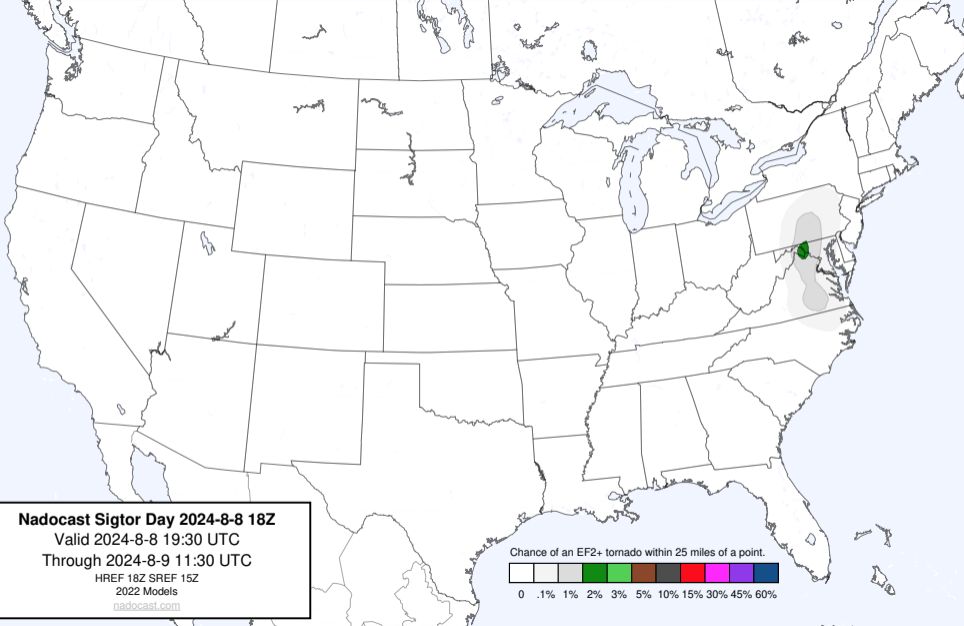 Nadocast Sigtor Day 2024-8-8 18Z
Valid 2024-8-8 19:30 UTC
Through 2024-8-9 11:30 UTC
HREF 18Z SREF 15Z
2022 Models
nadocast.com
Chance of an EF2+ tornado within 25 miles of a point.
0 .1% 1% 2% 3% 5% 10% 15% 30% 45% 60%